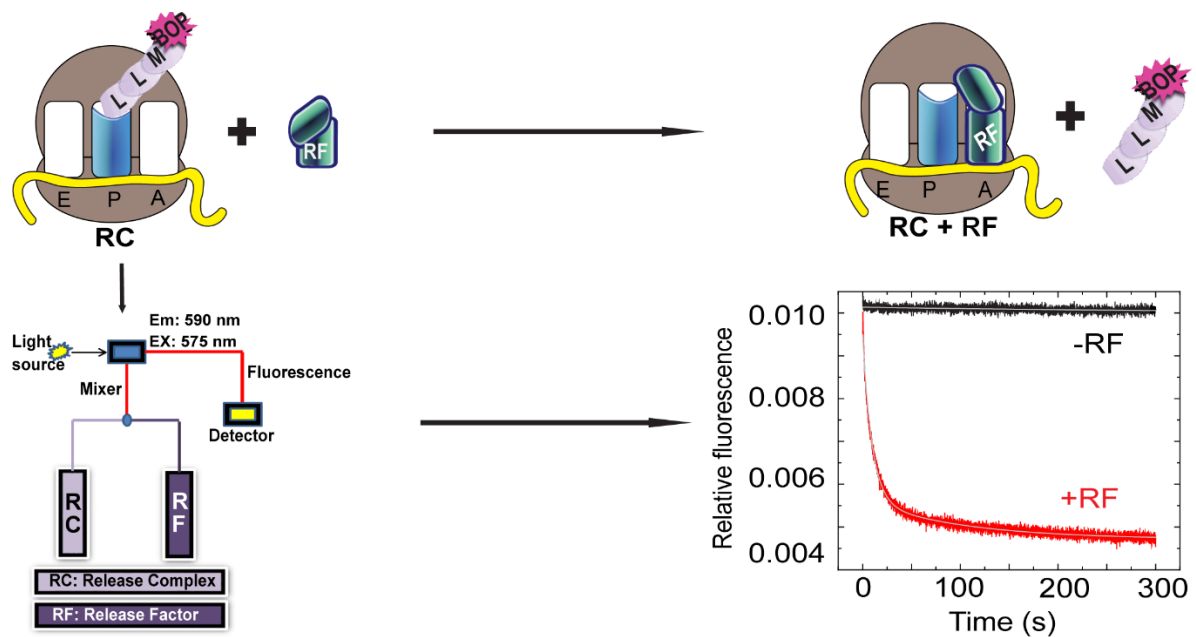 BOP
M
L
L
RF
E P A
RC
BOP
M
L
L
RF
E P A
RC + RF
Em: 590 nm
EX: 575 nm
Light
source
Mixer
Fluorescence
Detector
RC
RF
RC: Release Complex
RF: Release Factor
Relative fluorescence
0.010
0.008
0.006
0.004
-RF
+RF
0 100 200 300
Time (s)